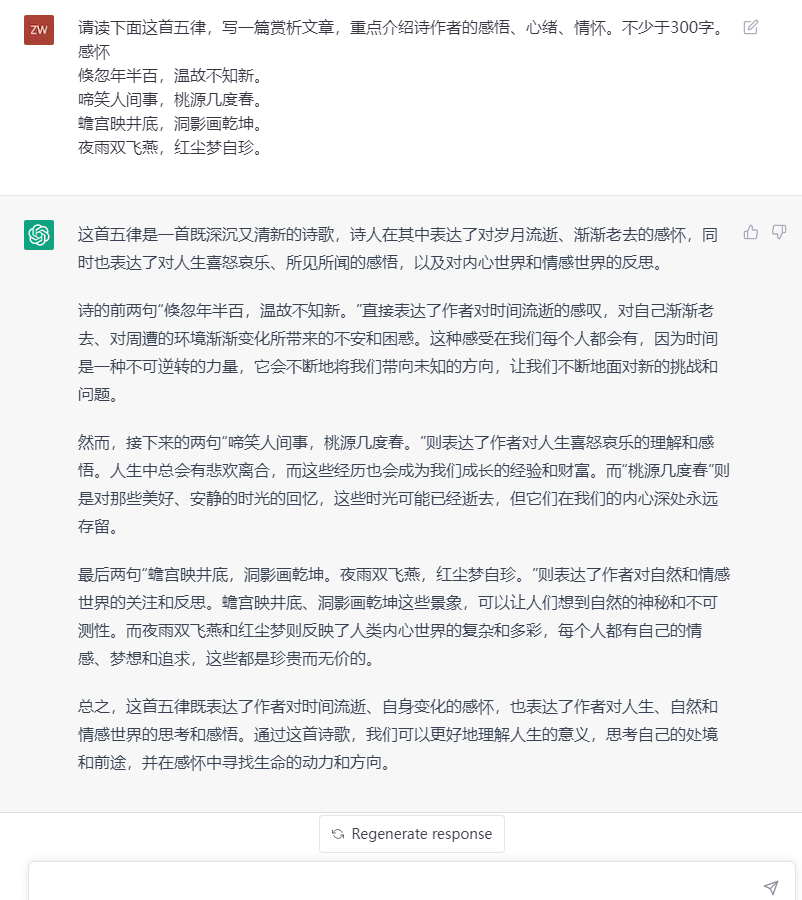 ZW
请读下面这首五律，写一篇赏析文章，重点介绍诗作者的感悟、心绪、情怀。不少于300字。
感怀
倏忽年半百，温故不知新。
啼笑人间事，桃源几度春。
蟾宫映井底，洞影画乾坤。
夜雨双飞燕，红尘梦自珍。
这首五律是一首既深沉又清新的诗歌，诗人在其中表达了对岁月流逝、渐渐老去的感怀，同
时也表达了对人生喜怒哀乐、所见所闻的感悟，以及对内心世界和情感世界的反思。
诗的前两句“倏忽年半百，温故不知新。”直接表达了作者对时间流逝的感叹，对自己渐渐老
去、对周遭的环境渐渐变化所带来的不安和困惑。这种感受在我们每个人都会有，因为时间
是一种不可逆转的力量，它会不断地将我们带向未知的方向，让我们不断地面对新的挑战和
问题。
然而，接下来的两句“啼笑人间事，桃源几度春。”则表达了作者对人生喜怒哀乐的理解和感
悟。人生中总会有悲欢离合，而这些经历也会成为我们成长的经验和财富。而“桃源几度春”则
是对那些美好、安静的时光的回忆，这些时光可能已经逝去，但它们在我们的内心深处永远
存留。
最后两句“蟾宫映井底，洞影画乾坤。夜雨双飞燕，红尘梦自珍。”则表达了作者对自然和情感
世界的关注和反思。蟾宫映井底、洞影画乾坤这些景象，可以让人们想到自然的神秘和不可
测性。而夜雨双飞燕和红尘梦则反映了人类内心世界的复杂和多彩，每个人都有自己的情
感、梦想和追求，这些都是珍贵而无价的。
总之，这首五律既表达了作者对时间流逝、自身变化的感怀，也表达了作者对人生、自然和
情感世界的思考和感悟。通过这首诗歌，我们可以更好地理解人生的意义，思考自己的处境
和前途，并在感怀中寻找生命的动力和方向。
Regenerate response